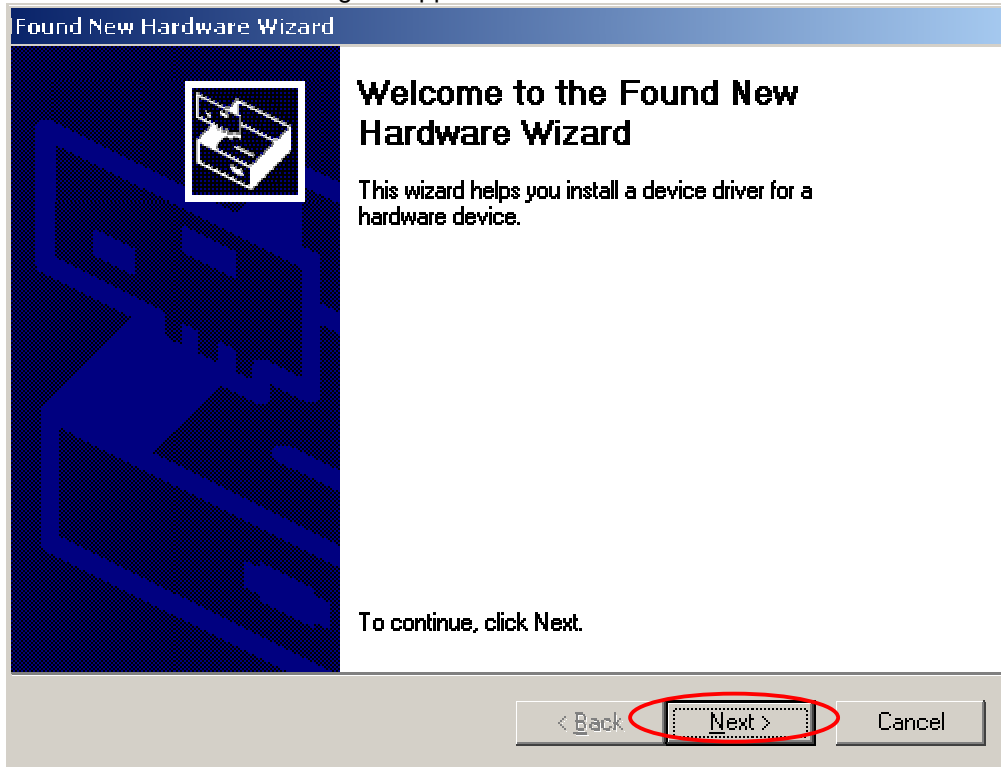 Found New Hardware Wizard
Welcome to the Found New
Hardware Wizard
This wizard helps you install a device driver for a
hardware device.
To continue, click Next.
< Back
Next >
Cancel